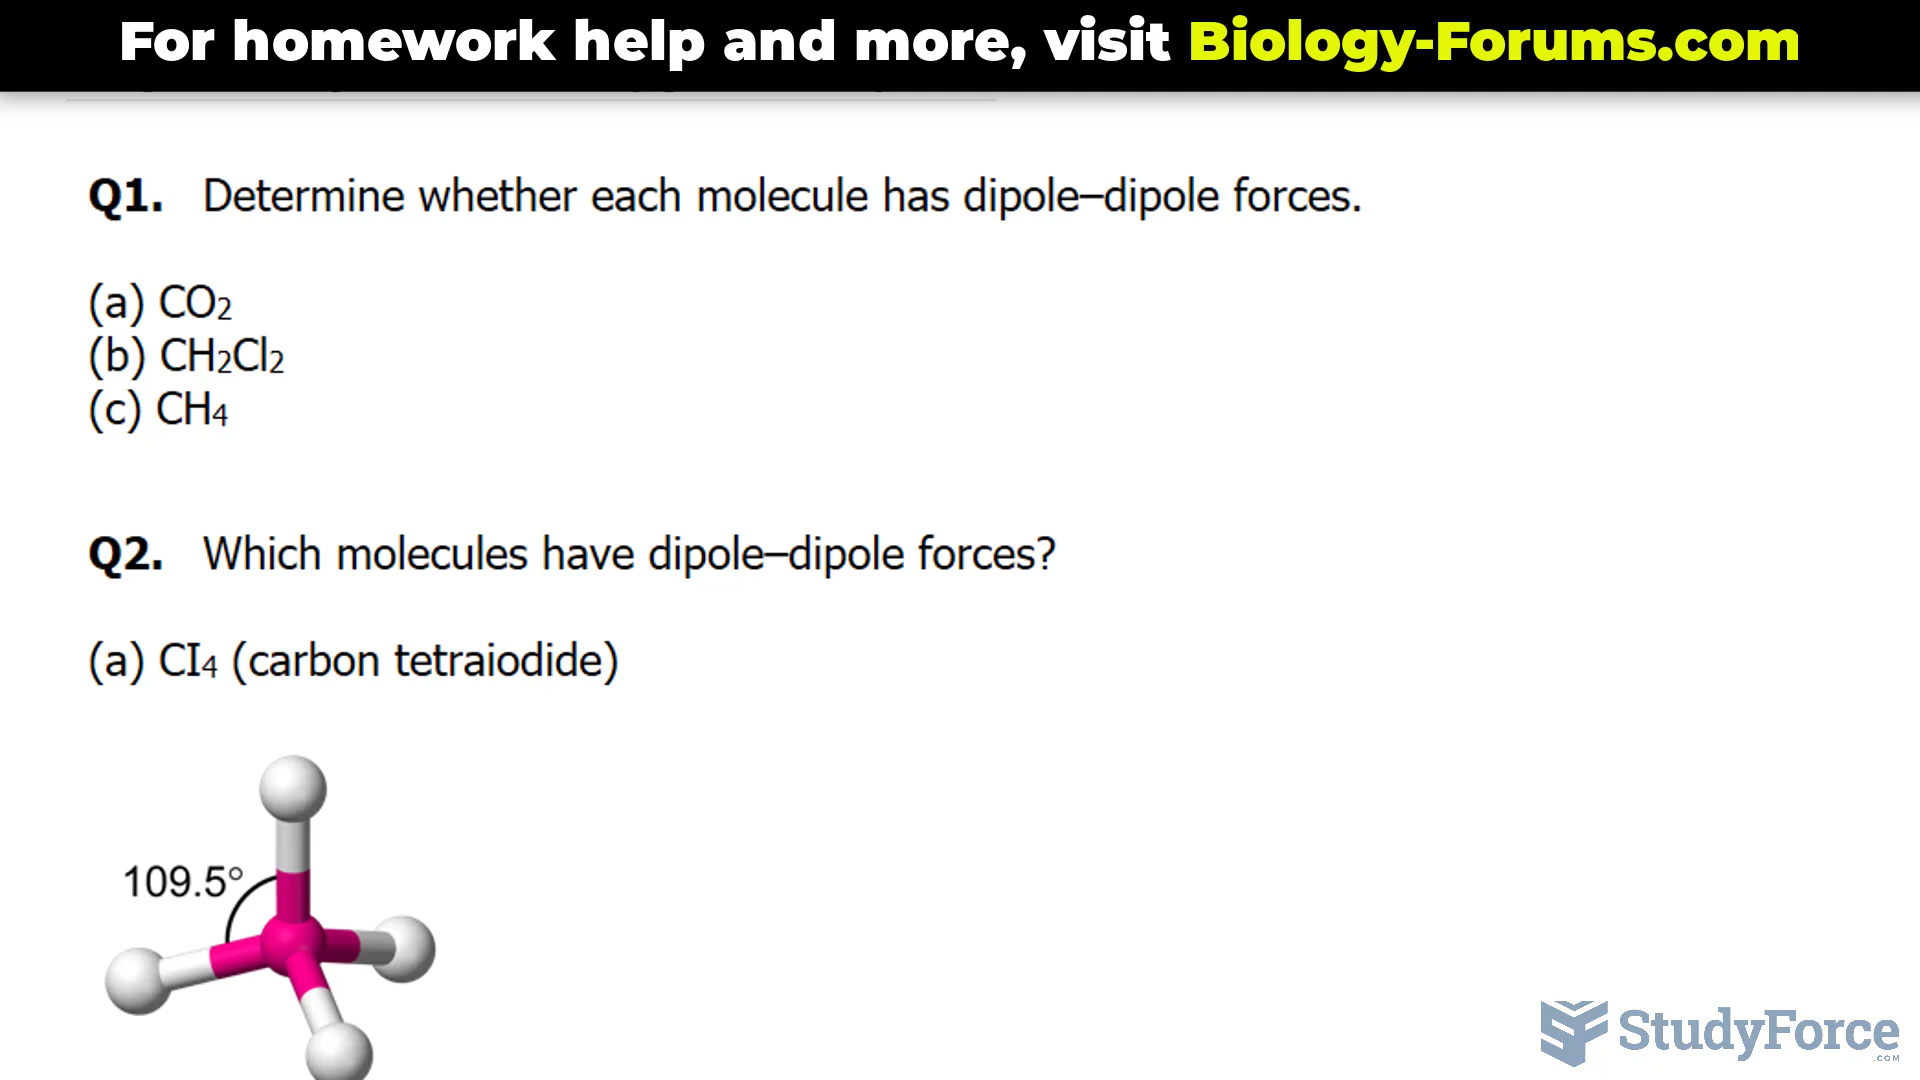 For homework help and more, visit Biology-Forums.com
Q1. Determine whether each molecule has dipole–dipole forces.
(a) CO2
(b) CH2Cl2
(c) CH4
Q2. Which molecules have dipole–dipole forces?
(a) CI4 (carbon tetraiodide)
109.5°
StudyForce
.COM